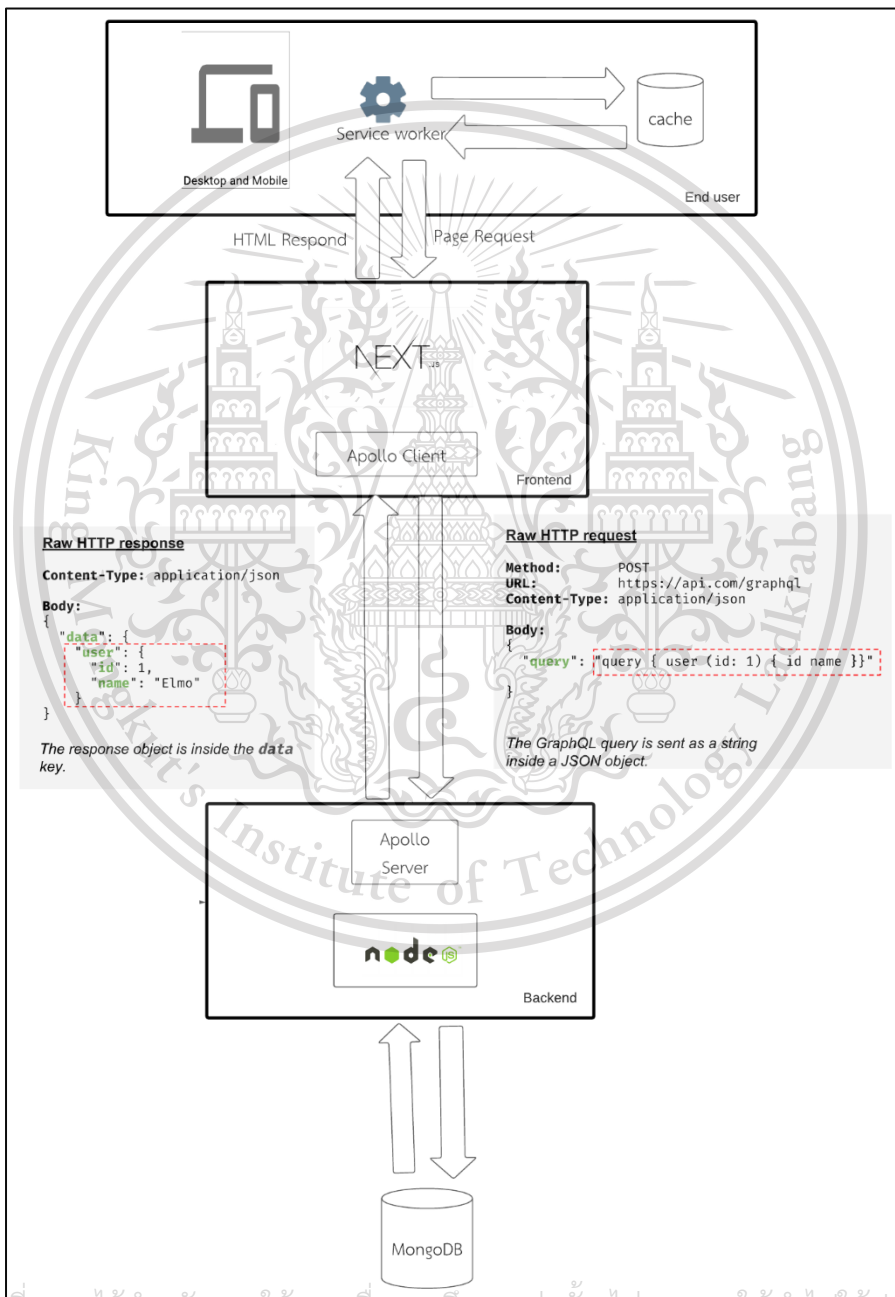 Service worker
cache
Desktop and Mobile
End user
HTML Respond
Page Request
NEXT.JS
Apollo Client
Frontend
Raw HTTP response
Content-Type: application/json
Body:
{
"data": {
"user": {
"id": 1,
"name": "Elmo"
}
}
The response object is inside the data
key.
Raw HTTP request
Method: POST
URL: https://api.com/graphql
Content-Type: application/json
Body:
{
"query": "query { user (id: 1) { id name }}"
}
The GraphQL query is sent as a string
inside a JSON object.
Apollo
Server
node JS
Backend
MongoDB
King Mongkut's Institute of Technology Ladkrabang